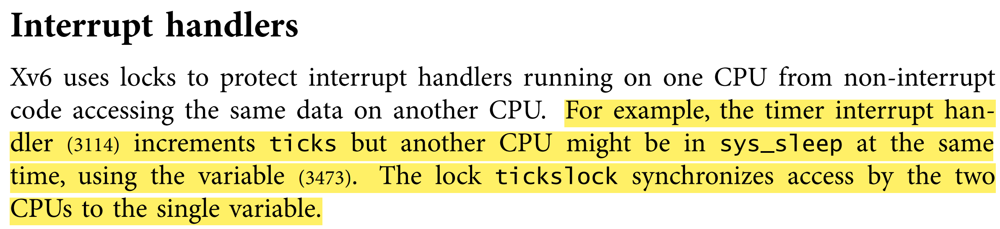 Interrupt handlers
Xv6 uses locks to protect interrupt handlers running on one CPU from non-interrupt
code accessing the same data on another CPU. For example, the timer interrupt han-
dler (3114) increments ticks but another CPU might be in sys_sleep at the same
time, using the variable (3473). The lock tickslock synchronizes access by the two
CPUs to the single variable.